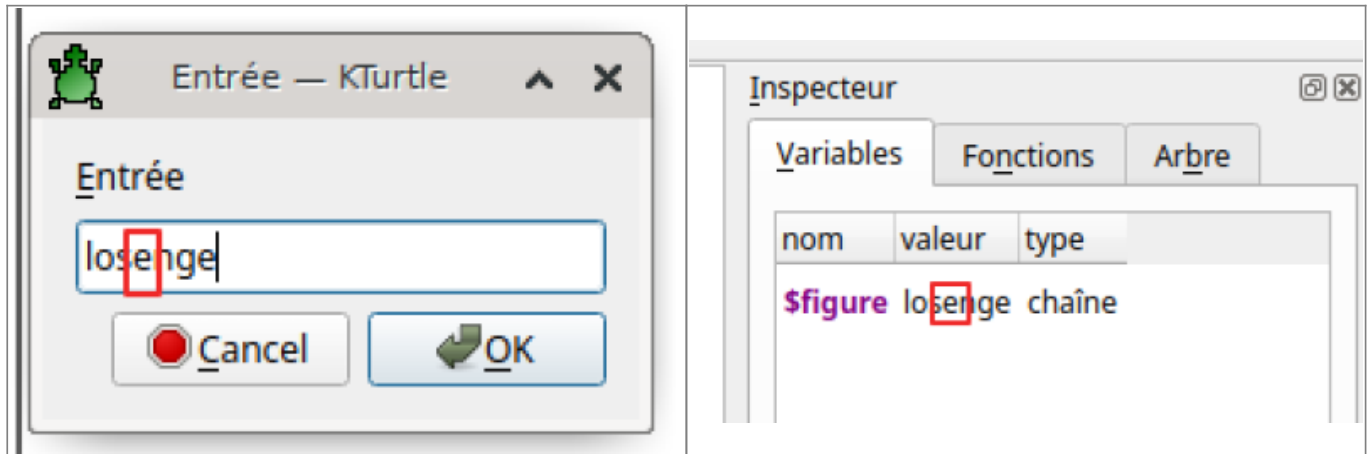 Entrée — KTurtle
Entrée
losenge
Cancel
OK
Inspecteur
Variables Fonctions Arbre
nom valeur type
$figure losenge chaîne